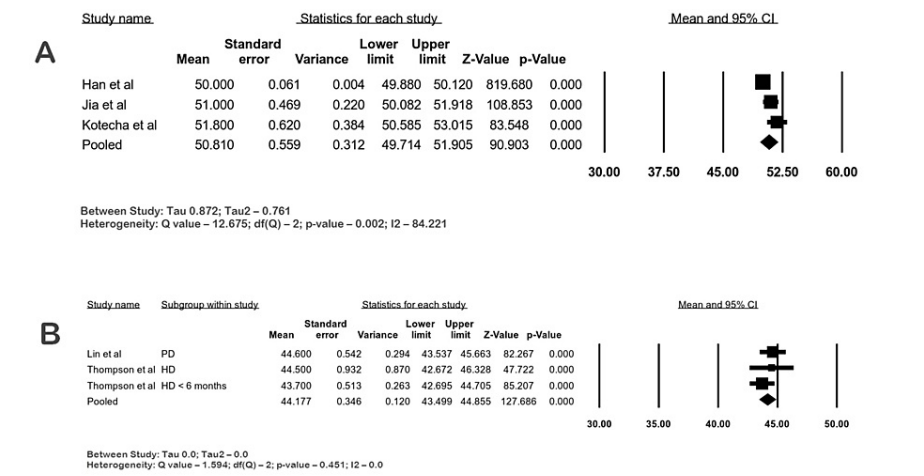 Study name Statistics for each study Mean and 95% CI
A
Standard Lower Upper
Mean error Variance limit limit Z-Value p-Value
Han et al 50.000 0.061 0.004 49.880 50.120 819.680 0.000
Jia et al 51.000 0.469 0.220 50.082 51.918 108.853 0.000
Kotecha et al 51.800 0.620 0.384 50.585 53.015 83.548 0.000
Pooled 50.810 0.559 0.312 49.714 51.905 90.903 0.000
30.00 37.50 45.00 52.50 60.00
Between Study: Tau 0.872; Tau2 – 0.761
Heterogeneity: Q value – 12.675; df(Q) – 2; p-value – 0.002; I2 – 84.221
Study name Subgroup within study Statistics for each study Mean and 95% CI
B
Standard Lower Upper
Mean error Variance limit limit Z-Value p-Value
Lin et al PD 44.600 0.542 0.294 43.537 45.663 82.267 0.000
Thompson et al HD 44.500 0.932 0.870 42.672 46.328 47.722 0.000
Thompson et al HD < 6 months 43.700 0.513 0.263 42.695 44.705 85.207 0.000
Pooled 44.177 0.346 0.120 43.499 44.855 127.686 0.000
30.00 35.00 40.00 45.00 50.00
Between Study: Tau 0.0; Tau2 – 0.0
Heterogeneity: Q value – 1.594; df(Q) – 2; p-value – 0.451; I2 – 0.0